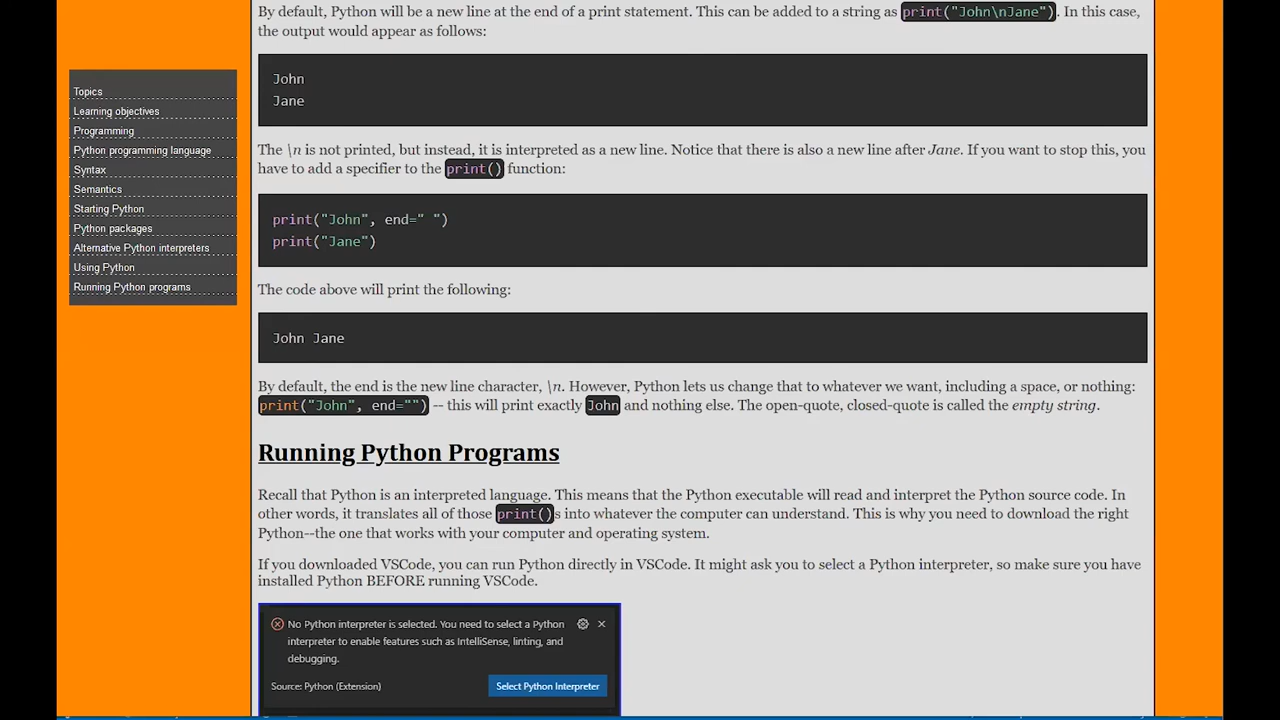 By default, Python will be a new line at the end of a print statement. This can be added to a string as print("John\nJane"). In this case,
the output would appear as follows:
John
Jane
Topics
Learning objectives
Programming
Python programming language
Syntax
Semantics
Starting Python
Python packages
Alternative Python interpreters
Using Python
Running Python programs
The \n is not printed, but instead, it is interpreted as a new line. Notice that there is also a new line after Jane. If you want to stop this, you
have to add a specifier to the print() function:
print("John", end=" ")
print("Jane")
The code above will print the following:
John Jane
By default, the end is the new line character, \n. However, Python lets us change that to whatever we want, including a space, or nothing:
print("John", end="") -- this will print exactly John and nothing else. The open-quote, closed-quote is called the empty string.
Running Python Programs
Recall that Python is an interpreted language. This means that the Python executable will read and interpret the Python source code. In
other words, it translates all of those print()s into whatever the computer can understand. This is why you need to download the right
Python--the one that works with your computer and operating system.
If you downloaded VSCode, you can run Python directly in VSCode. It might ask you to select a Python interpreter, so make sure you have
installed Python BEFORE running VSCode.
No Python interpreter is selected. You need to select a Python
interpreter to enable features such as IntelliSense, linting, and
debugging.
Source: Python (Extension)
Select Python Interpreter